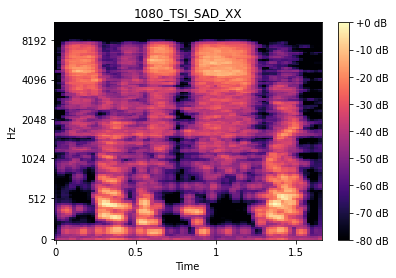 1080_TSI_SAD_XX
8192
4096
2048
1024
512
0
Hz
0
0.5
1
1.5
Time
+0 dB
-10 dB
-20 dB
-30 dB
-40 dB
-50 dB
-60 dB
-70 dB
-80 dB